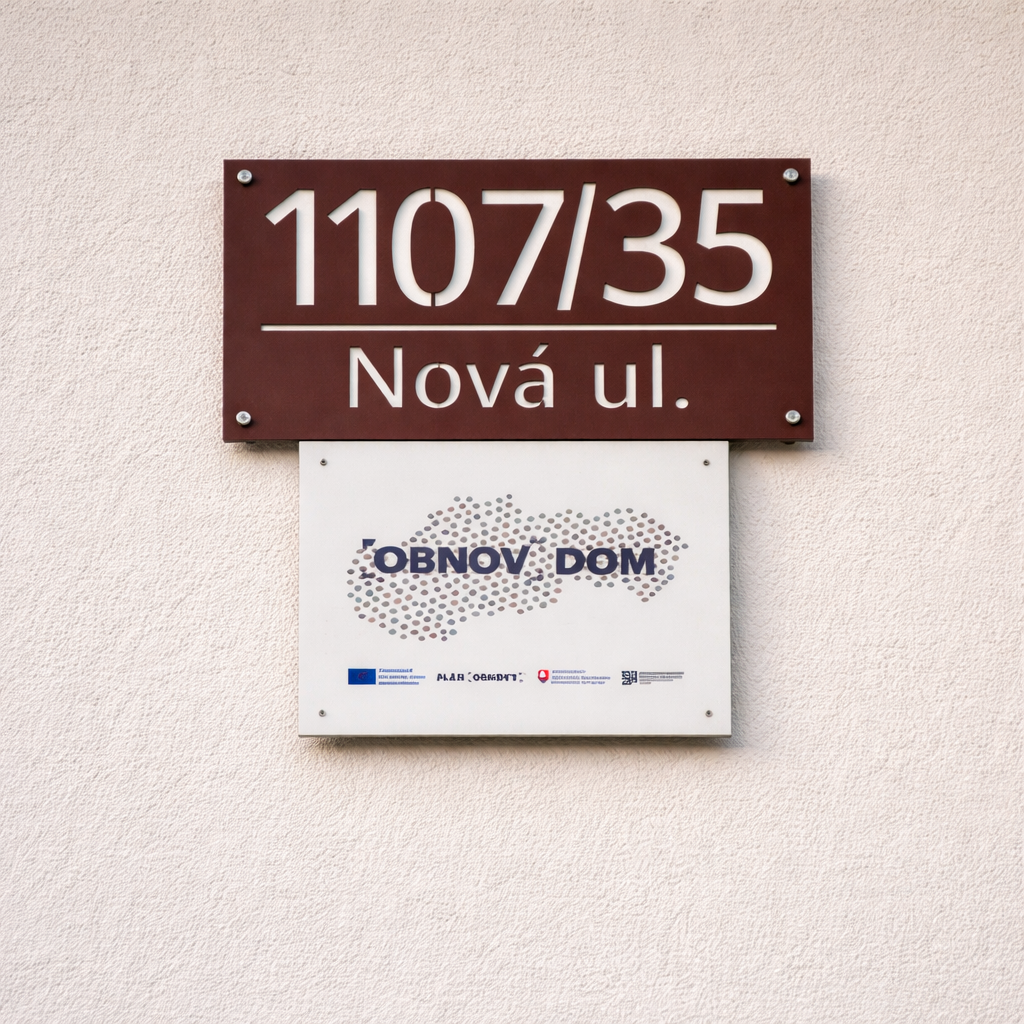 1107/35
Nová ul.
OBNOV DOM